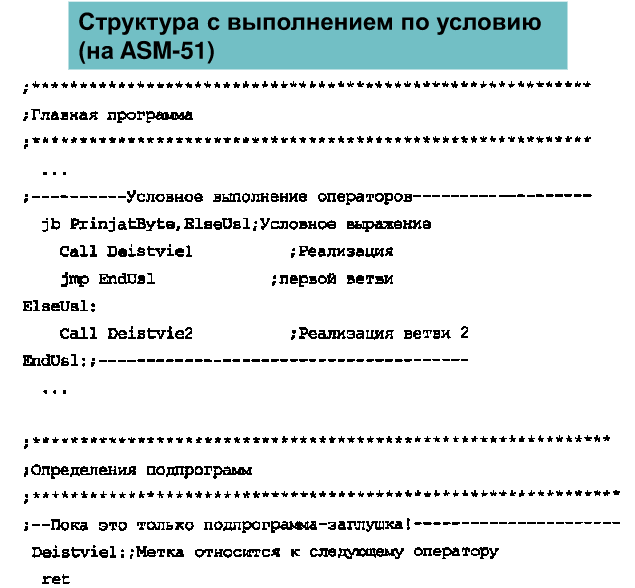 Структура с выполнением по условию
(на ASM-51)
;***********************************************************
;Главная программа
;***********************************************************
...
;----------Условное выполнение операторов-------------------
jb PrinjatByte,ElseUsl;Условное выражение
Call Deistvie1 ;Реализация
jmp EndUsl ;первой ветви
ElseUsl:
Call Deistvie2 ;Реализация ветви 2
EndUsl:;---------------------------------------
...
;*************************************************************
;Определения подпрограмм
;**************************************************************
;--Пока это только подпрограмма-заглушка!----------------------
Deistvie1:;Метка относится к следующему оператору
ret